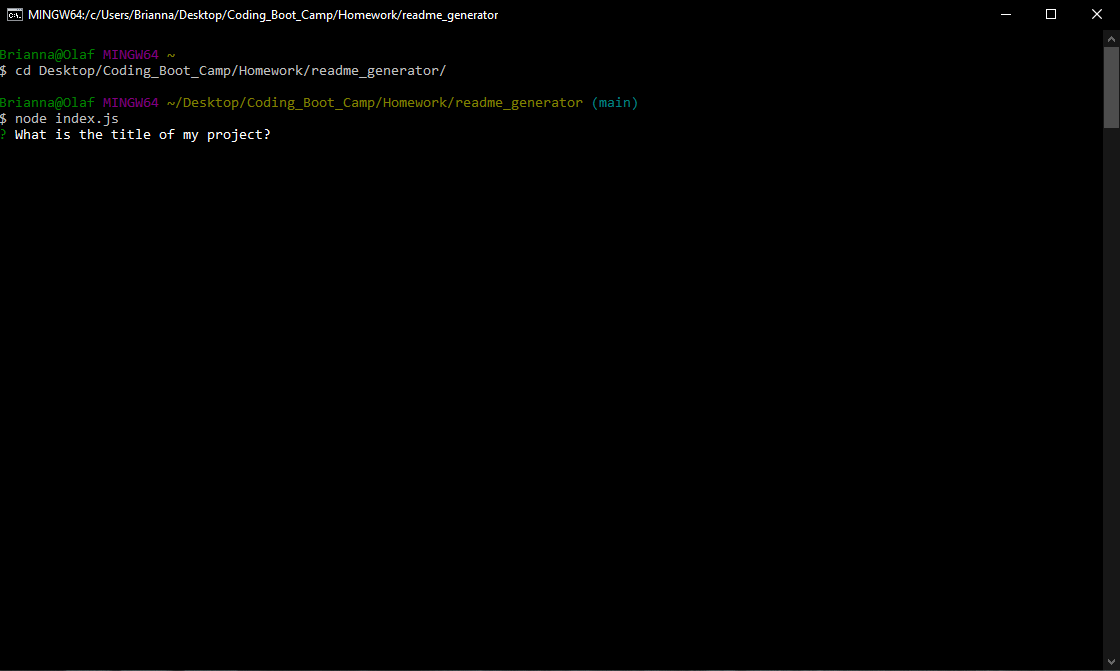 MINGW64:/c/Users/Brianna/Desktop/Coding_Boot_Camp/Homework/readme_generator
Brianna@Olaf MINGW64 ~
$ cd Desktop/Coding_Boot_Camp/Homework/readme_generator/
Brianna@Olaf MINGW64 ~/Desktop/Coding_Boot_Camp/Homework/readme_generator (main)
$ node index.js
? What is the title of my project?